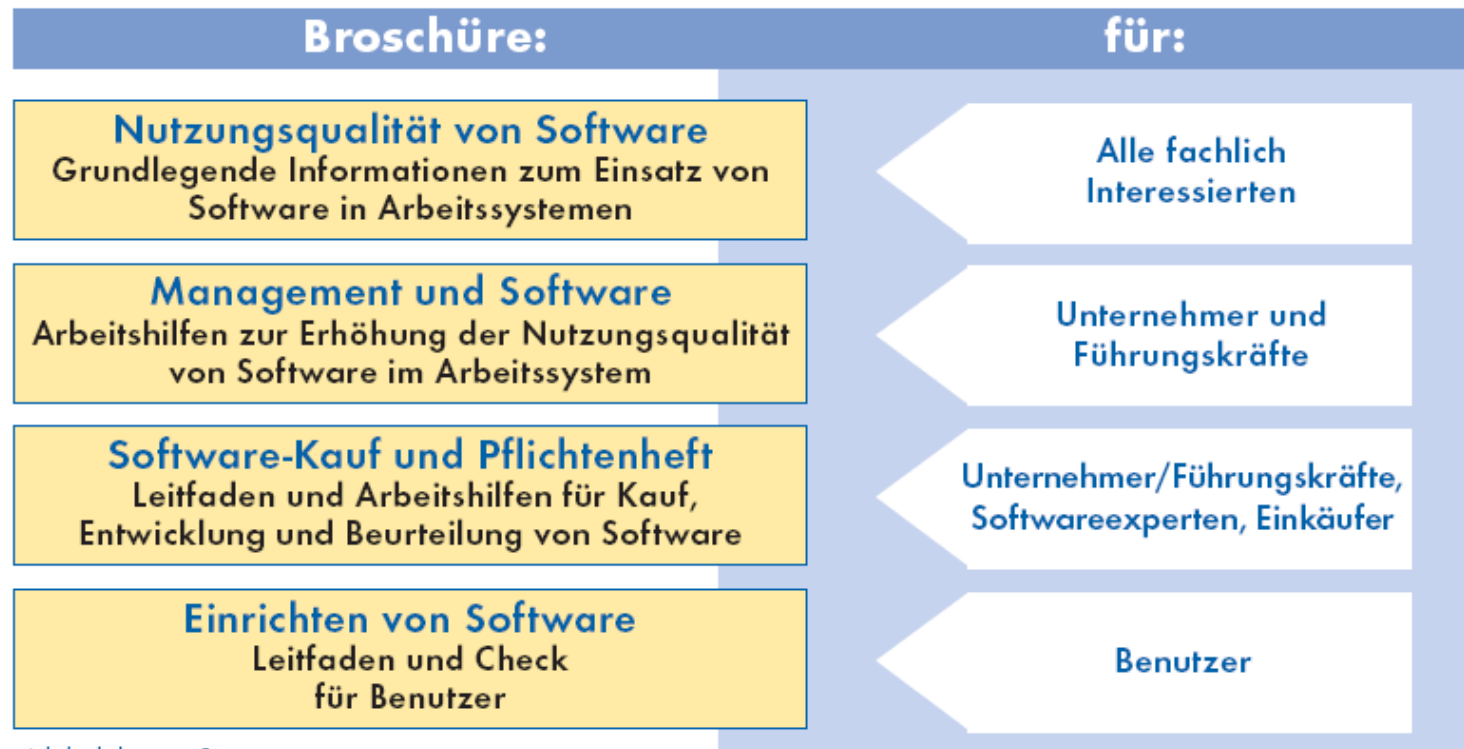 Broschüre:
für:
Nutzungsqualität von Software
Grundlegende Informationen zum Einsatz von
Software in Arbeitssystemen
Alle fachlich
Interessierten
Management und Software
Arbeitshilfen zur Erhöhung der Nutzungsqualität
von Software im Arbeitssystem
Unternehmer und
Führungskräfte
Software-Kauf und Pflichtenheft
Leitfaden und Arbeitshilfen für Kauf,
Entwicklung und Beurteilung von Software
Unternehmer/Führungskräfte,
Softwareexperten, Einkäufer
Einrichten von Software
Leitfaden und Check
für Benutzer
Benutzer